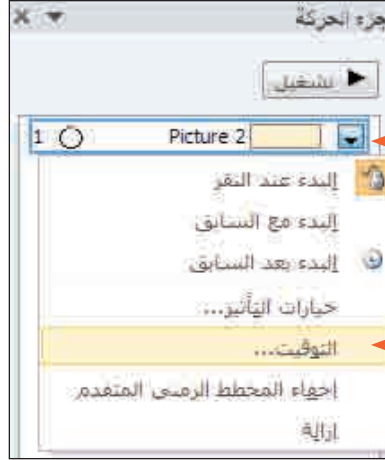 جزء الحركة
تشغيل
1 Picture 2
البدء عند النقر
البدء مع السابق
البدء بعد السابق
خيارات التأثير...
التوقيت...
إخفاء المخطط الزمني المتقدم
إزالة